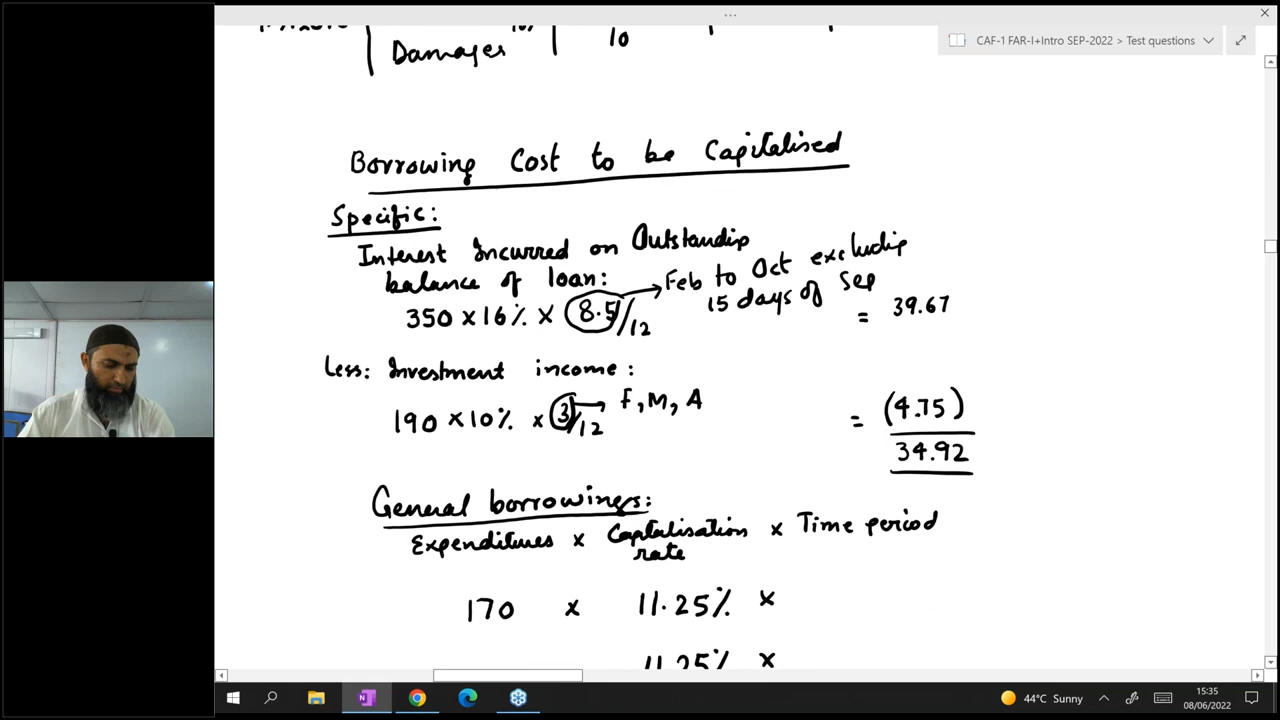 CAF-1 FAR-I+Intro SEP-2022 > Test questions
Damages
10
Borrowing Cost to be Capitalised
Specific:
Interest Incurred on Outstanding
balance of loan:
Feb to Oct excluding
15 days of Sep
350 x 16% x 8.5/12
= 39.67
Less: Investment income:
190 x 10% x 3/12
F, M, A
= (4.75)
34.92
General borrowings:
Expenditures x Capitalisation rate x Time period
170 x 11.25% x
11.25% x
44°C Sunny
15:35
08/06/2022